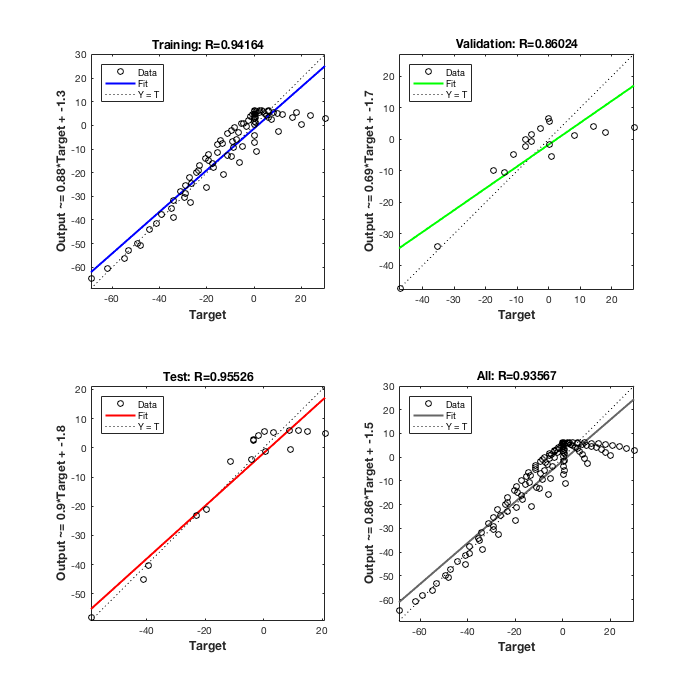 Training: R=0.94164
Output ~= 0.88*Target + -1.3
30
20
10
0
-10
-20
-30
-40
-50
-60
Data
Fit
Y = T
-60 -40 -20 0 20
Target
Validation: R=0.86024
Output ~= 0.69*Target + -1.7
20
10
0
-10
-20
-30
-40
Data
Fit
Y = T
-40 -30 -20 -10 0 10 20
Target
Test: R=0.95526
Output ~= 0.9*Target + -1.8
20
10
0
-10
-20
-30
-40
-50
Data
Fit
Y = T
-40 -20 0 20
Target
All: R=0.93567
Output ~= 0.86*Target + -1.5
30
20
10
0
-10
-20
-30
-40
-50
-60
Data
Fit
Y = T
-60 -40 -20 0 20
Target